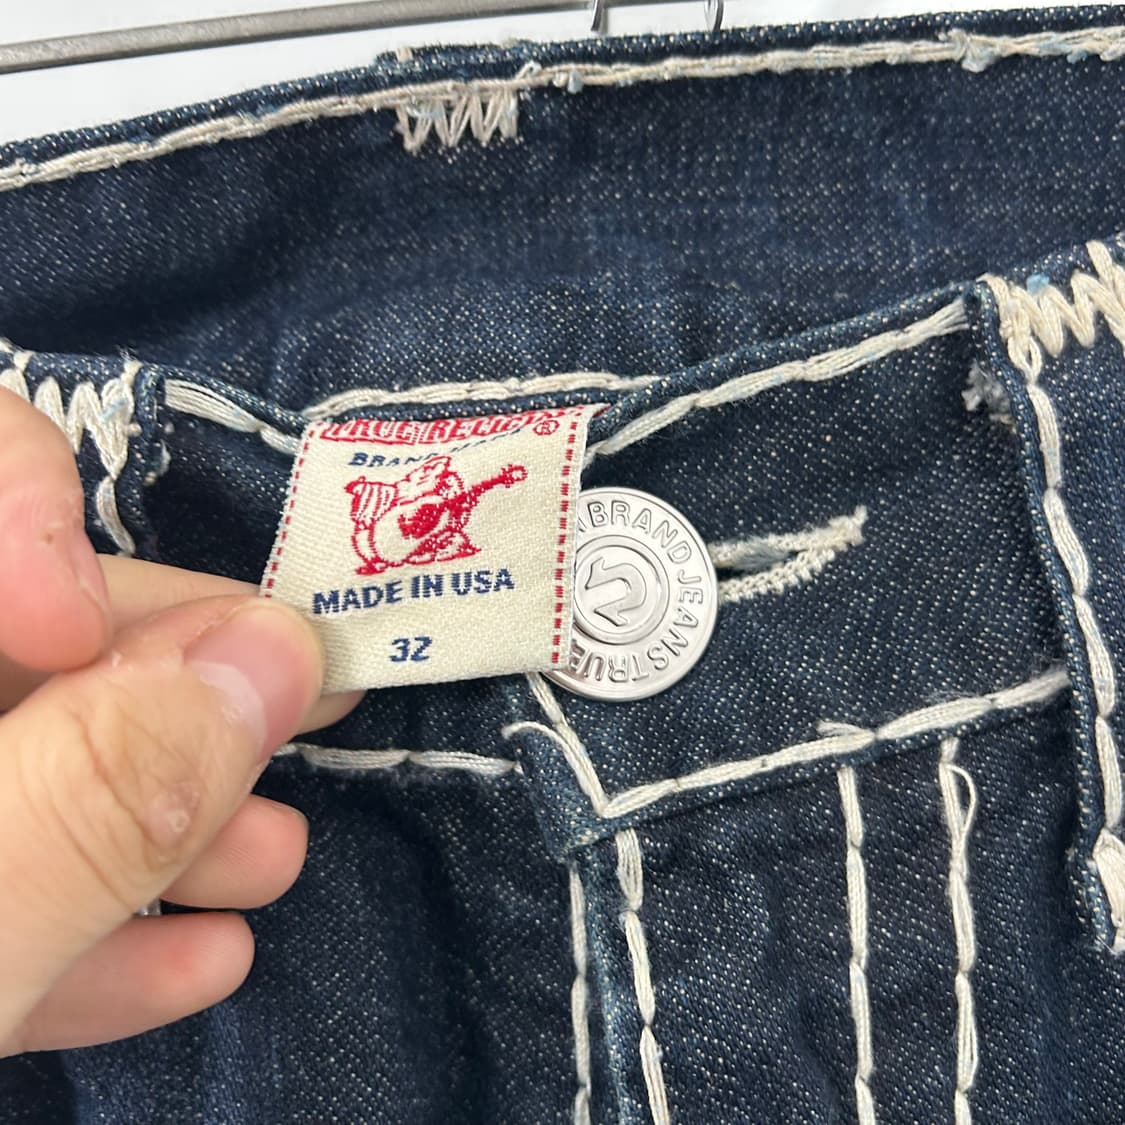 TRUE RELIGION ®
BRAND
MADE IN USA
32
BRAND JEANS TRUE